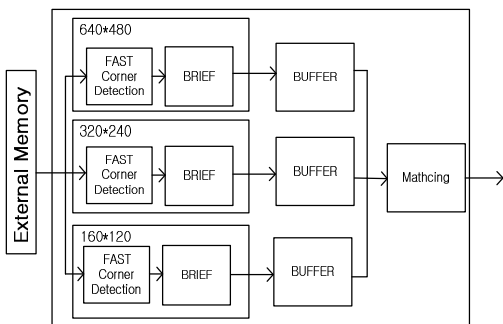 External Memory
640*480
FAST
Corner
Detection
BRIEF
BUFFER
320*240
FAST
Corner
Detection
BRIEF
BUFFER
Mathcing
160*120
FAST
Corner
Detection
BRIEF
BUFFER